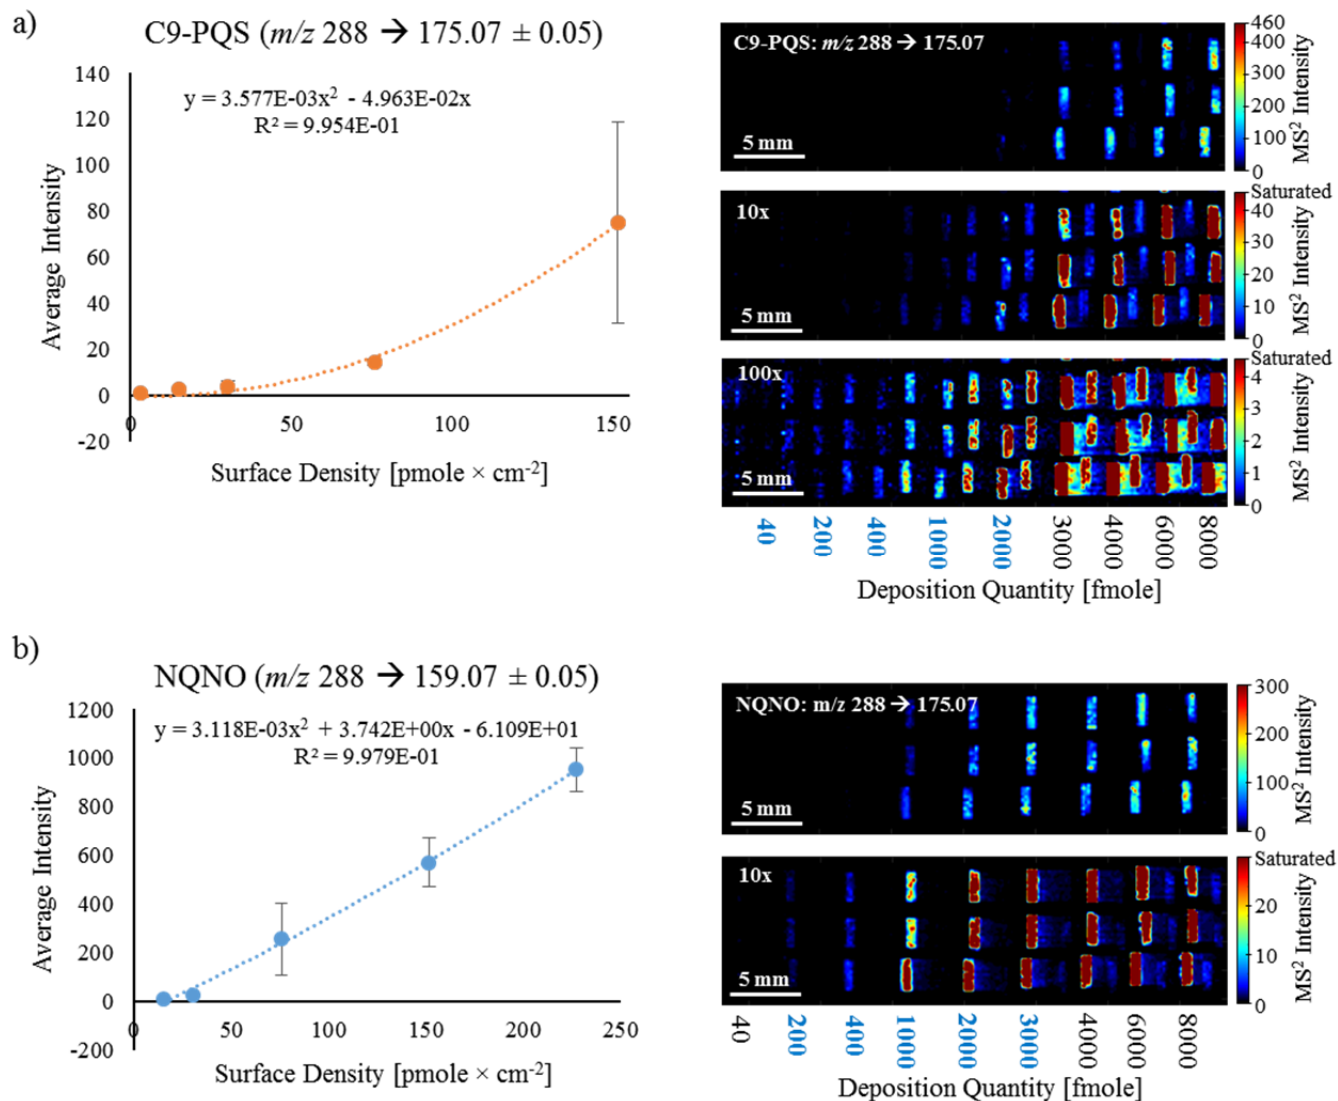 a)
C9-PQS (m/z 288 → 175.07 ± 0.05)
y = 3.577E-03x² - 4.963E-02x
R² = 9.954E-01
Average Intensity
140
120
100
80
60
40
20
0
-20
0
50
100
150
Surface Density [pmole × cm⁻²]
C9-PQS: m/z 288 → 175.07
5 mm
460
400
300
200
100
0
MS² Intensity
10x
5 mm
Saturated
40
30
20
10
0
MS² Intensity
100x
5 mm
Saturated
4
3
2
1
0
MS² Intensity
40
200
400
1000
2000
3000
4000
6000
8000
Deposition Quantity [fmole]
b)
NQNO (m/z 288 → 159.07 ± 0.05)
y = 3.118E-03x² + 3.742E+00x - 6.109E+01
R² = 9.979E-01
Average Intensity
1200
1000
800
600
400
200
0
-200
0
50
100
150
200
250
Surface Density [pmole × cm⁻²]
NQNO: m/z 288 → 175.07
5 mm
300
200
100
0
MS² Intensity
10x
5 mm
Saturated
20
10
0
MS² Intensity
40
200
400
1000
2000
3000
4000
6000
8000
Deposition Quantity [fmole]